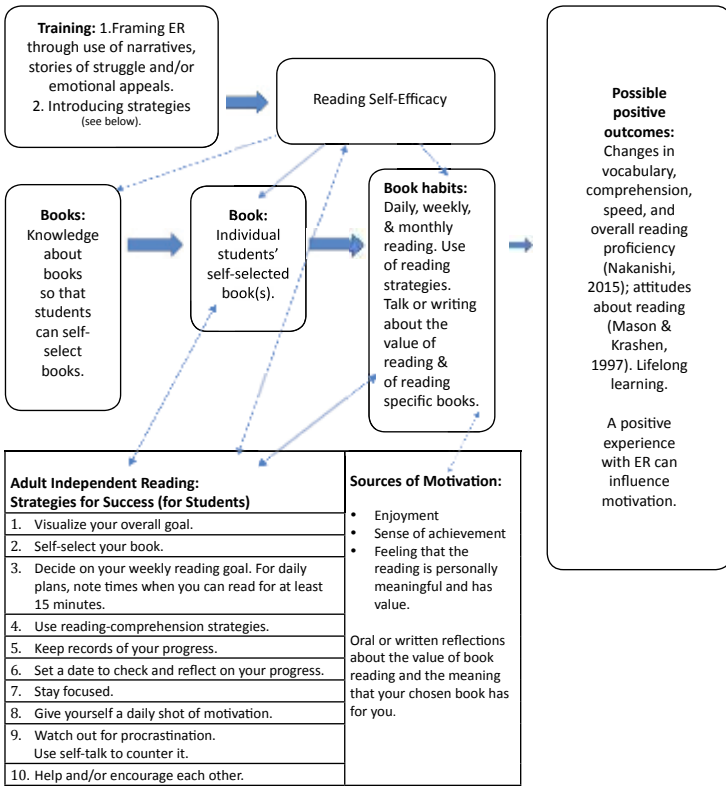 Training: 1.Framing ER
through use of narratives,
stories of struggle and/or
emotional appeals.
2. Introducing strategies
(see below).
Reading Self-Efficacy
Books:
Knowledge
about
books
so that
students
can self-
select
books.
Book:
Individual
students’
self-selected
book(s).
Book habits:
Daily, weekly,
& monthly
reading. Use
of reading
strategies.
Talk or writing
about the
value of
reading &
of reading
specific books.
Possible
positive
outcomes:
Changes in
vocabulary,
comprehension,
speed, and
overall reading
proficiency
(Nakanishi,
2015); attitudes
about reading
(Mason &
Krashen,
1997). Lifelong
learning.
A positive
experience
with ER can
influence
motivation.
Adult Independent Reading:
Strategies for Success (for Students)
1. Visualize your overall goal.
2. Self-select your book.
3. Decide on your weekly reading goal. For daily
plans, note times when you can read for at least
15 minutes.
4. Use reading-comprehension strategies.
5. Keep records of your progress.
6. Set a date to check and reflect on your progress.
7. Stay focused.
8. Give yourself a daily shot of motivation.
9. Watch out for procrastination.
Use self-talk to counter it.
10. Help and/or encourage each other.
Sources of Motivation:
• Enjoyment
• Sense of achievement
• Feeling that the
reading is personally
meaningful and has
value.
Oral or written reflections
about the value of book
reading and the meaning
that your chosen book has
for you.